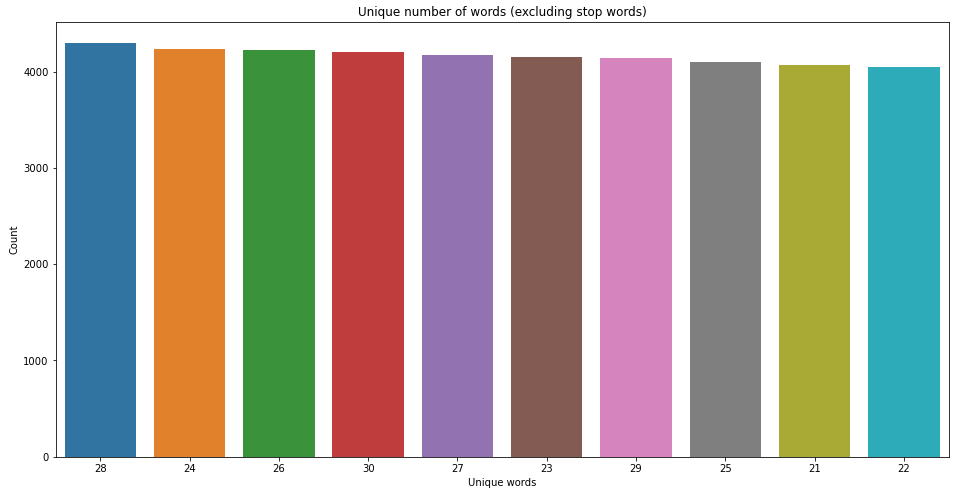 Unique number of words (excluding stop words)
Count
4000
3000
2000
1000
0
28 24 26 30 27 23 29 25 21 22
Unique words